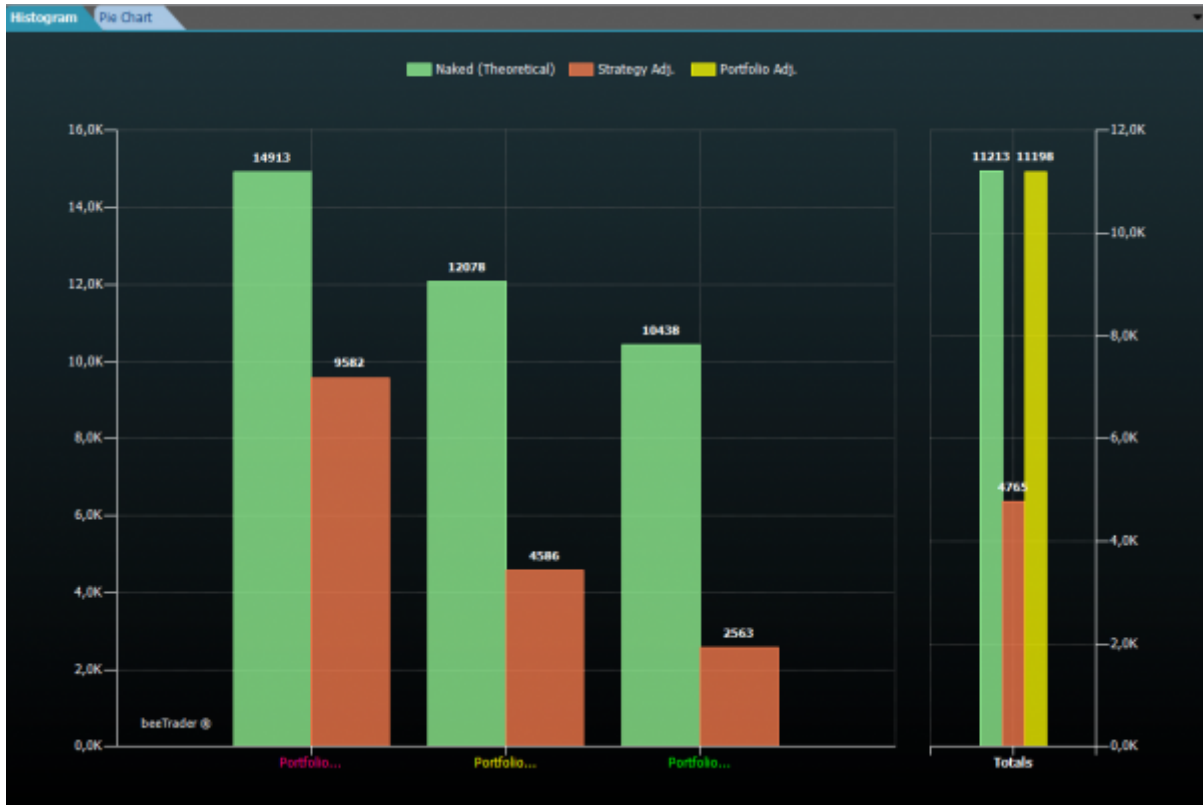 Histogram Pie Chart
Naked (Theoretical) Strategy Adj. Portfolio Adj.
16,0K
14,0K
12,0K
10,0K
8,0K
6,0K
4,0K
2,0K
0,0K
14913
9582
12078
4586
10438
2563
beeTrader ®
Portfolio... Portfolio... Portfolio...
11213 11198
4765
12,0K
10,0K
8,0K
6,0K
4,0K
2,0K
0,0K
Totals